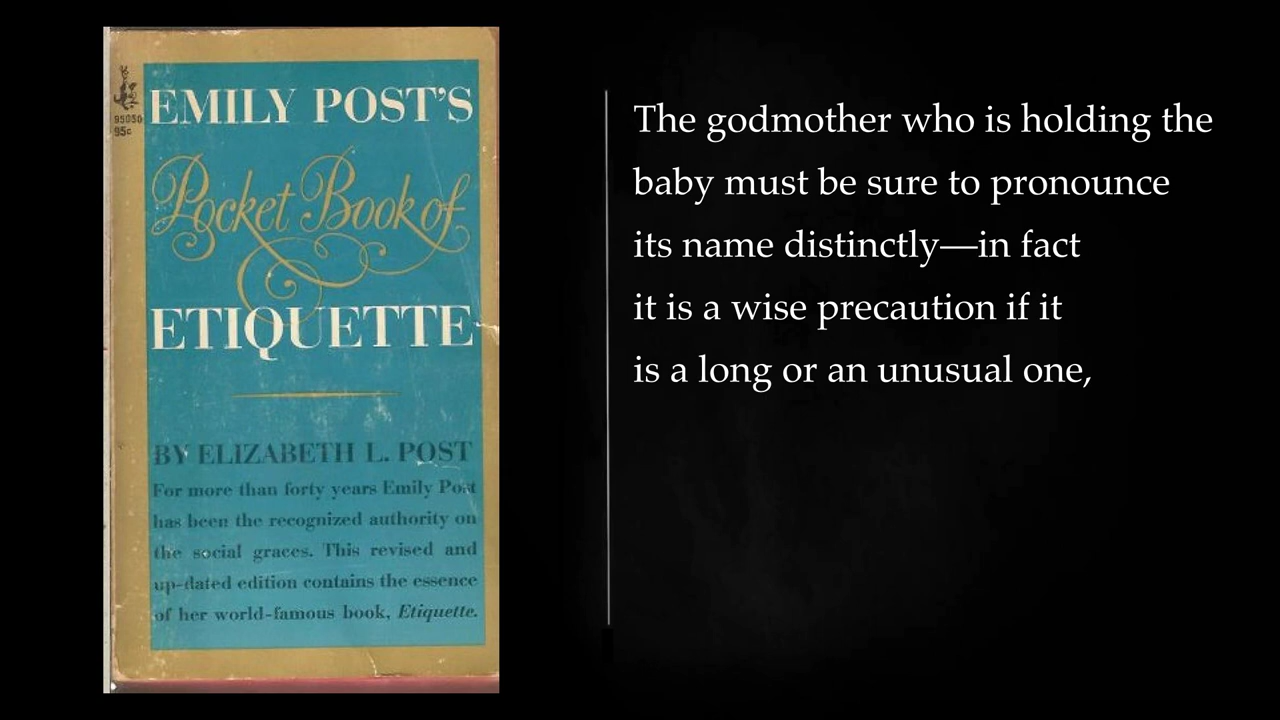 EMILY POST'S
Pocket Book of
ETIQUETTE
95050
95c
BY ELIZABETH L. POST
For more than forty years Emily Post
has been the recognized authority on
the social graces. This revised and
up-dated edition contains the essence
of her world-famous book, Etiquette.
The godmother who is holding the
baby must be sure to pronounce
its name distinctly—in fact
it is a wise precaution if it
is a long or an unusual one,